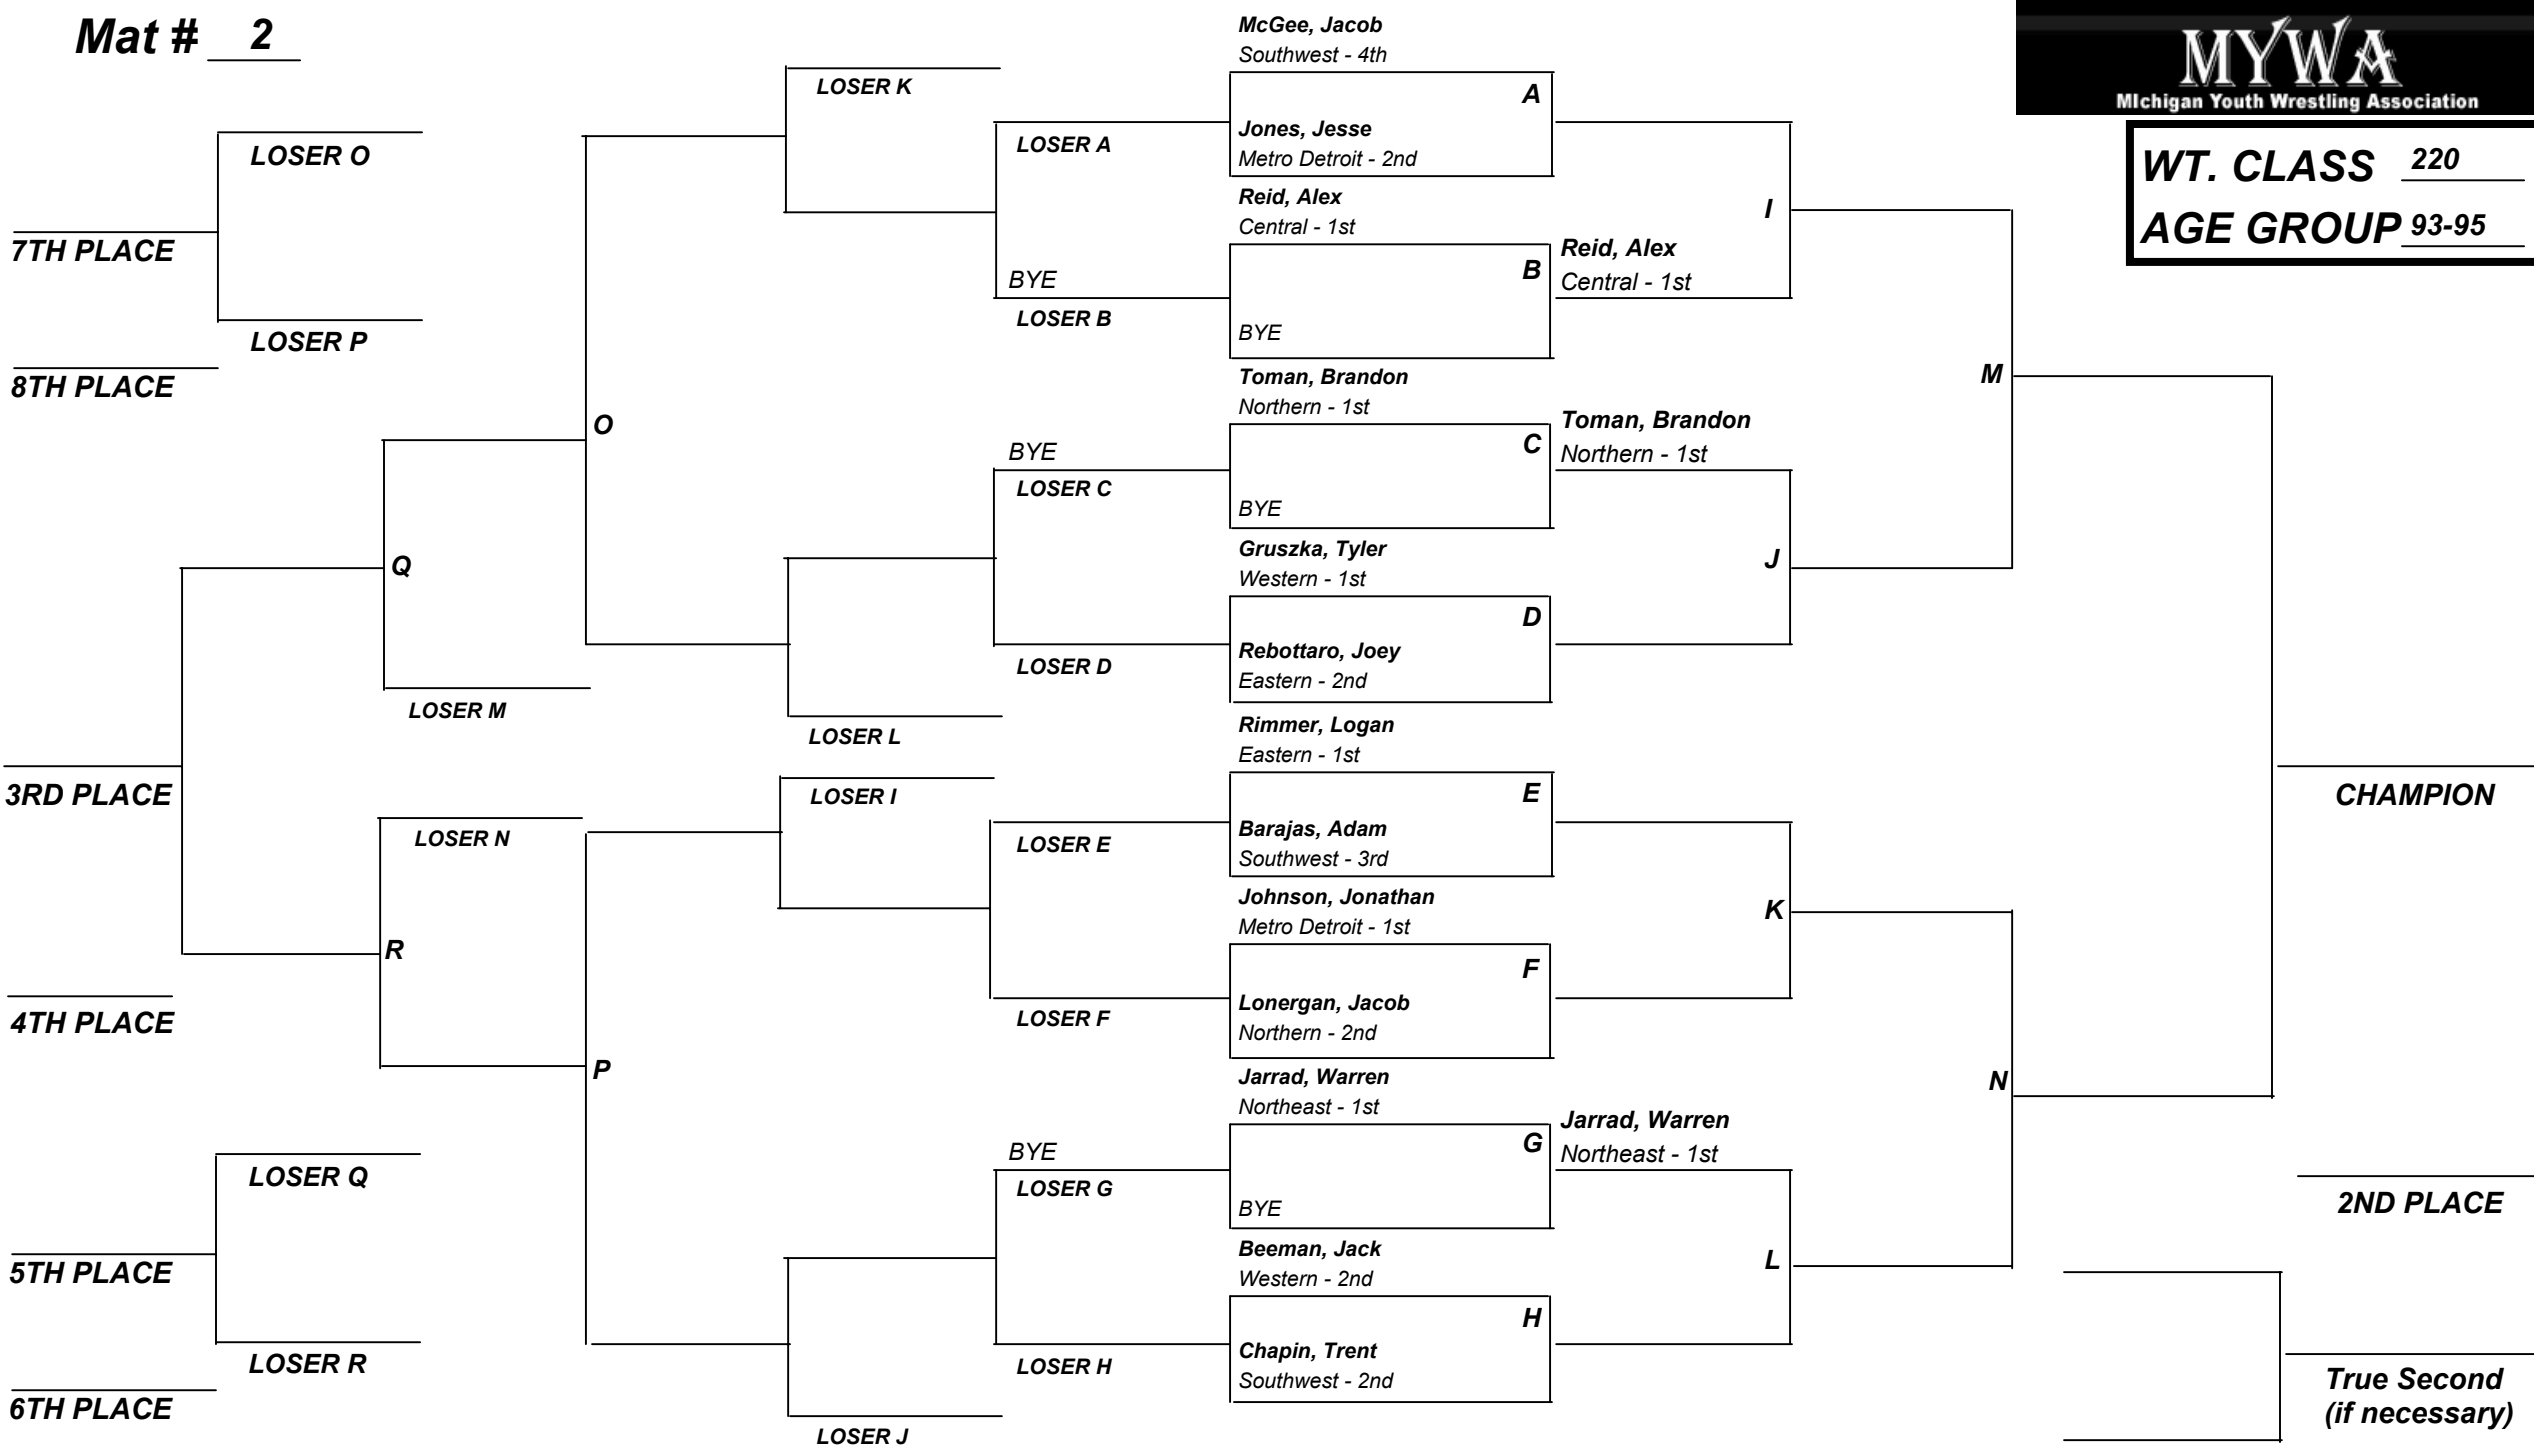 Mat # 2
MYWA
MIchigan Youth Wrestling Association
WT. CLASS 220
AGE GROUP 93-95
McGee, Jacob
Southwest - 4th
A
Jones, Jesse
Metro Detroit - 2nd
Reid, Alex
Central - 1st
B
BYE
Toman, Brandon
Northern - 1st
C
BYE
Gruszka, Tyler
Western - 1st
D
Rebottaro, Joey
Eastern - 2nd
Rimmer, Logan
Eastern - 1st
E
Barajas, Adam
Southwest - 3rd
Johnson, Jonathan
Metro Detroit - 1st
F
Lonergan, Jacob
Northern - 2nd
Jarrad, Warren
Northeast - 1st
G
BYE
Beeman, Jack
Western - 2nd
H
Chapin, Trent
Southwest - 2nd
Reid, Alex
Central - 1st
Toman, Brandon
Northern - 1st
Jarrad, Warren
Northeast - 1st
I
J
K
L
M
N
CHAMPION
2ND PLACE
True Second
(if necessary)
LOSER A
BYE
LOSER B
BYE
LOSER C
LOSER D
LOSER E
LOSER F
BYE
LOSER G
LOSER H
LOSER K
LOSER L
LOSER I
LOSER J
O
P
LOSER M
LOSER N
Q
R
LOSER O
7TH PLACE
LOSER P
8TH PLACE
3RD PLACE
4TH PLACE
LOSER Q
5TH PLACE
LOSER R
6TH PLACE